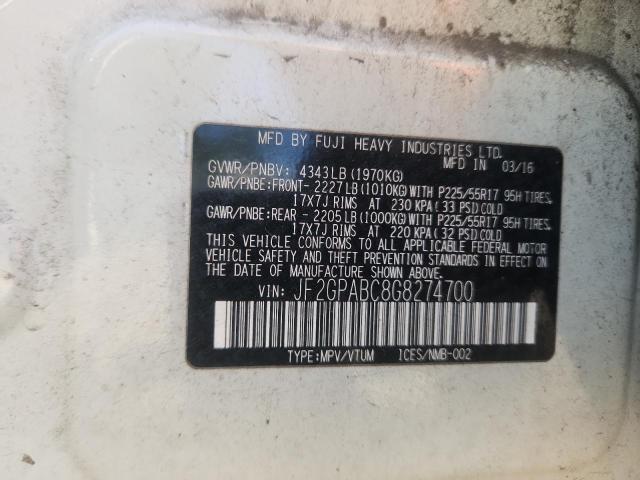 MFD BY FUJI HEAVY INDUSTRIES LTD.
MFD IN 03/16
GVWR/PNBV: 4343LB(1970KG)
GAWR/PNBE:FRONT- 2227LB(1010KG)WITH P225/55R17 95H TIRES,
17X7J RIMS AT 230 KPA(33 PSI)COLD
GAWR/PNBE:REAR - 2205LB(1000KG)WITH P225/55R17 95H TIRES,
17X7J RIMS AT 220 KPA(32 PSI)COLD
THIS VEHICLE CONFORMS TO ALL APPLICABLE FEDERAL MOTOR
VEHICLE SAFETY AND THEFT PREVENTION STANDARDS IN EFFECT
ON THE DATE OF MANUFACTURE SHOWN ABOVE.
VIN: JF2GPABC8G8274700
TYPE:MPV/VTUM ICES/NMB-002